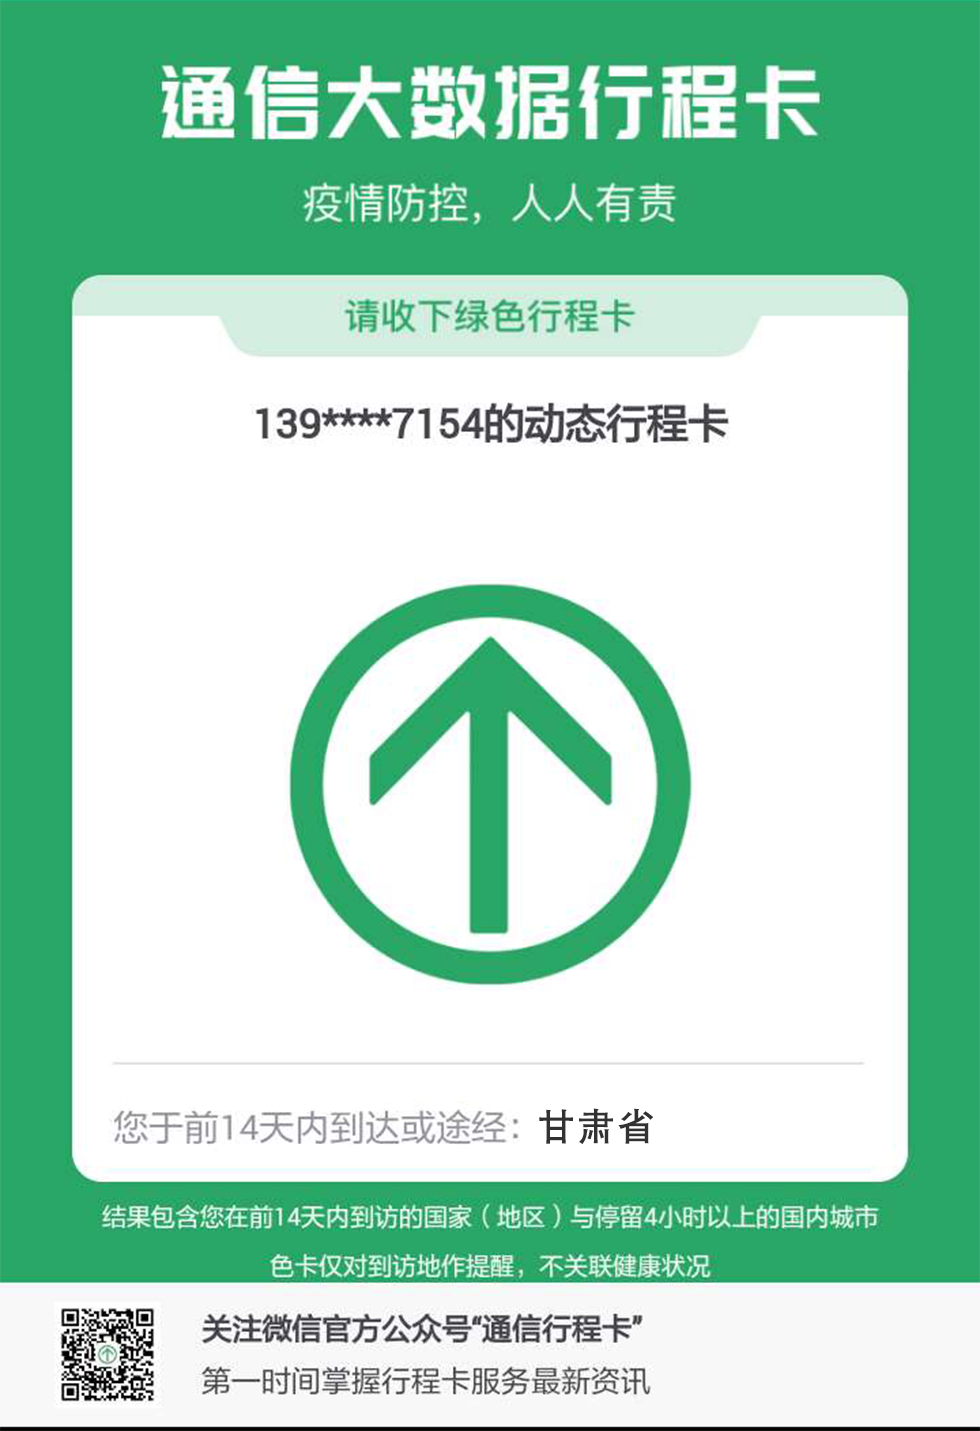 通信大数据行程卡
疫情防控，人人有责
请收下绿色行程卡
139****7154的动态行程卡
您于前14天内到达或途经：甘肃省
结果包含您在前14天内到访的国家（地区）与停留4小时以上的国内城市
色卡仅对到访地作提醒，不关联健康状况
关注微信官方公众号“通信行程卡”
第一时间掌握行程卡服务最新资讯